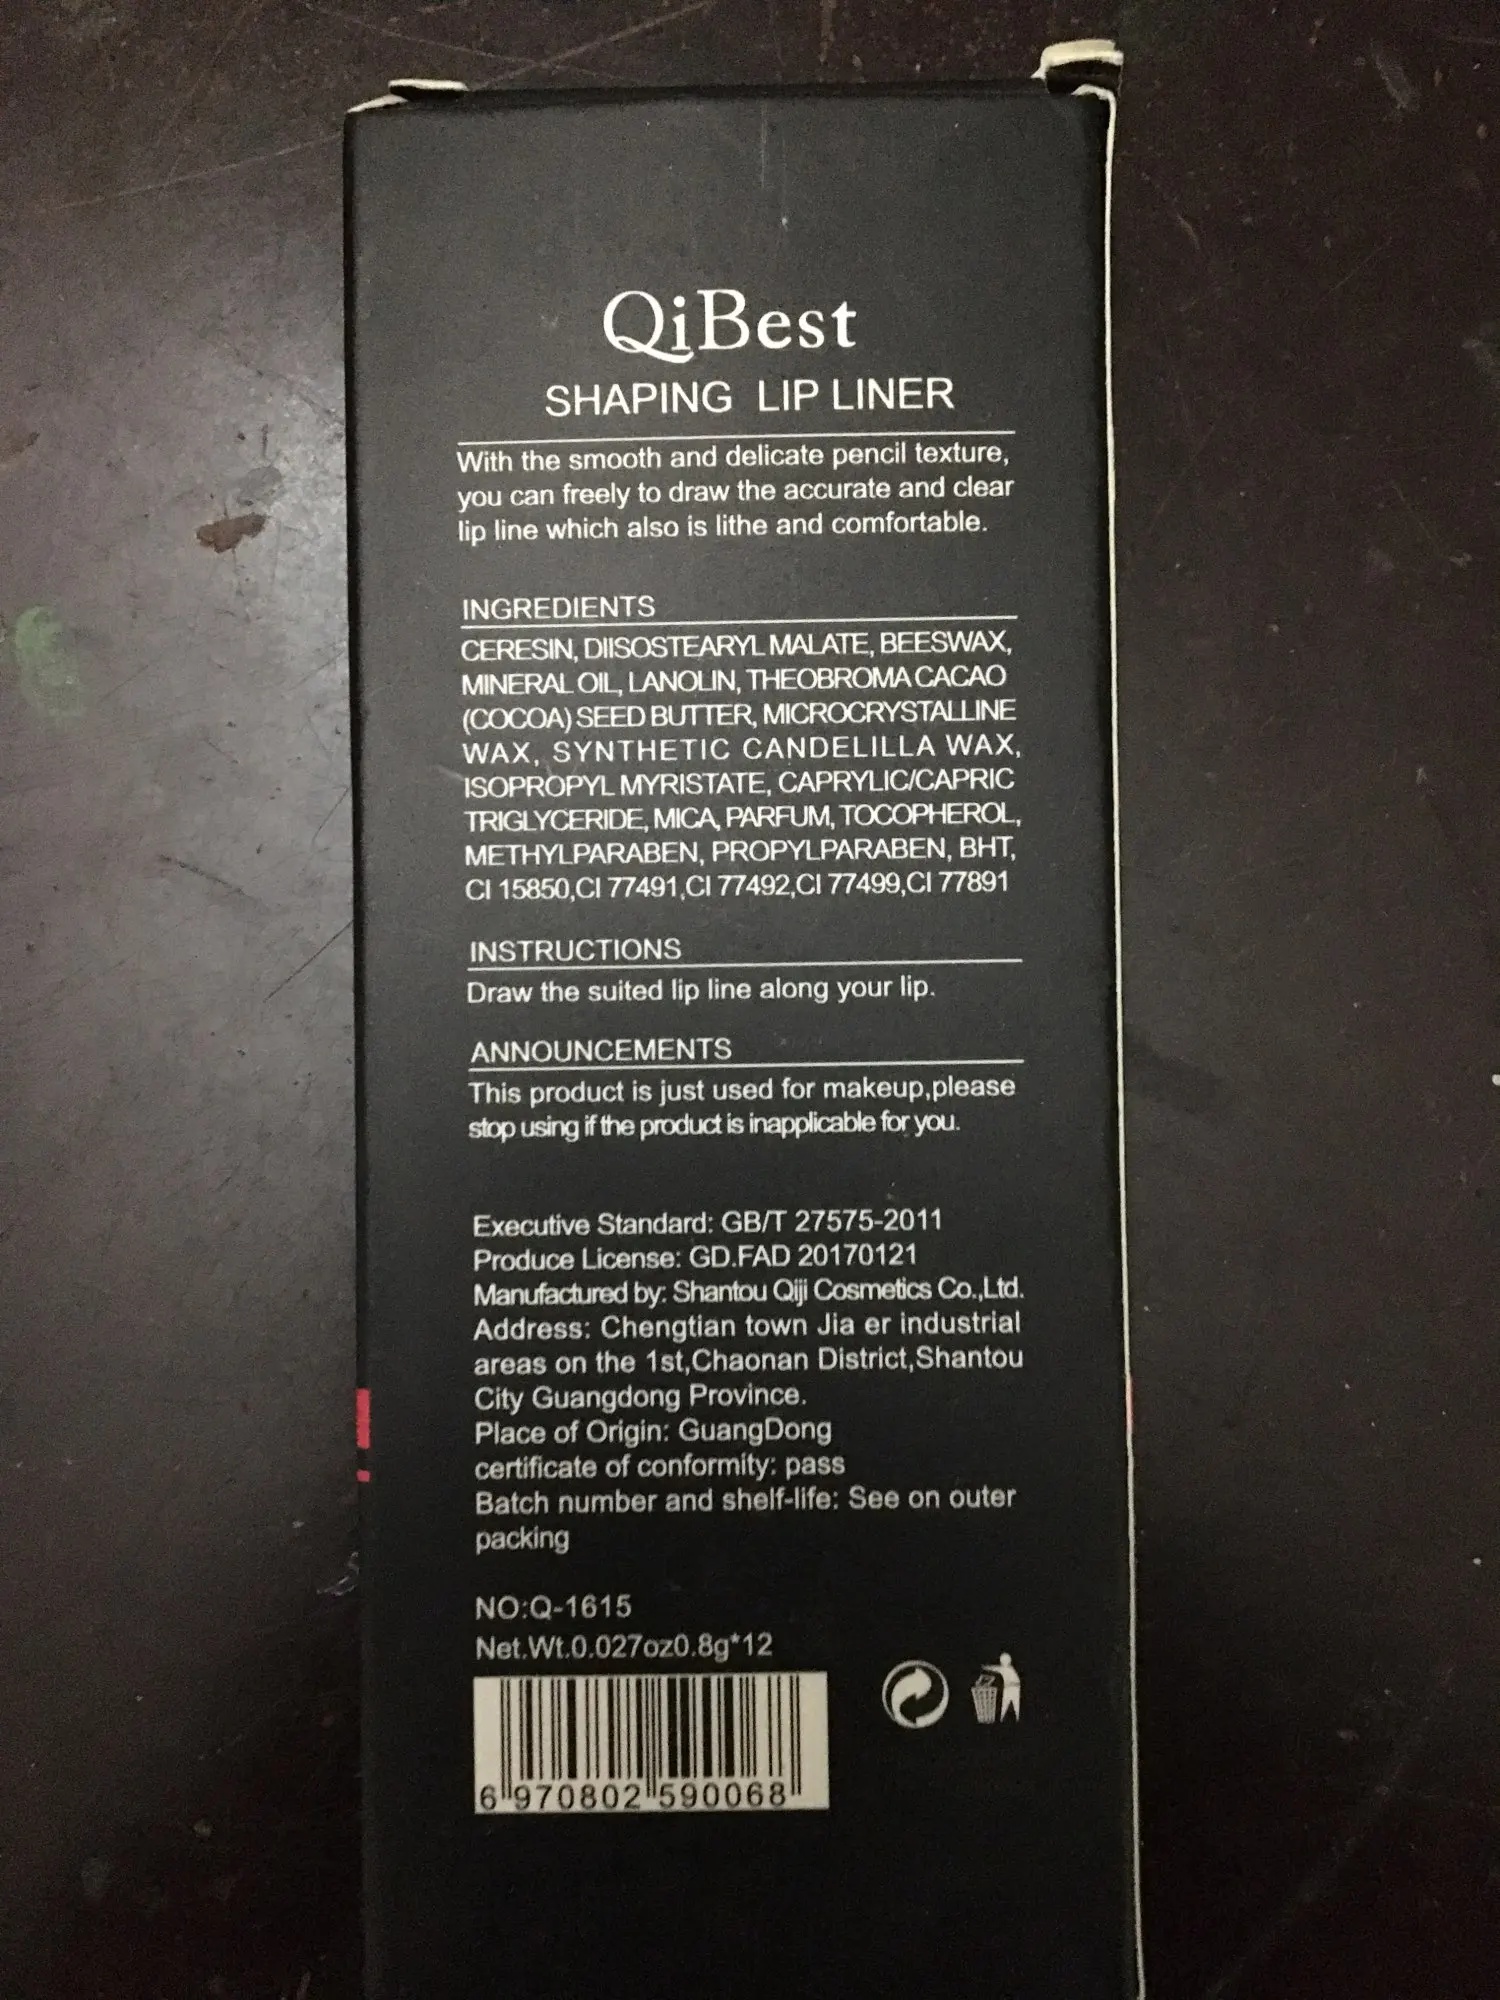 QiBest
SHAPING LIP LINER
With the smooth and delicate pencil texture,
you can freely to draw the accurate and clear
lip line which also is lithe and comfortable.
INGREDIENTS
CERESIN, DIISOSTEARYL MALATE, BEESWAX,
MINERAL OIL, LANOLIN, THEOBROMA CACAO
(COCOA) SEED BUTTER, MICROCRYSTALLINE
WAX, SYNTHETIC CANDELILLA WAX,
ISOPROPYL MYRISTATE, CAPRYLIC/CAPRIC
TRIGLYCERIDE, MICA, PARFUM, TOCOPHEROL,
METHYLPARABEN, PROPYLPARABEN, BHT,
CI 15850,CI 77491,CI 77492,CI 77499,CI 77891
INSTRUCTIONS
Draw the suited lip line along your lip.
ANNOUNCEMENTS
This product is just used for makeup,please
stop using if the product is inapplicable for you.
Executive Standard: GB/T 27575-2011
Produce License: GD.FAD 20170121
Manufactured by: Shantou Qiji Cosmetics Co.,Ltd.
Address: Chengtian town Jia er industrial
areas on the 1st,Chaonan District,Shantou
City Guangdong Province.
Place of Origin: GuangDong
certificate of conformity: pass
Batch number and shelf-life: See on outer
packing
NO:Q-1615
Net.Wt.0.027oz0.8g*12
6 970802 590068